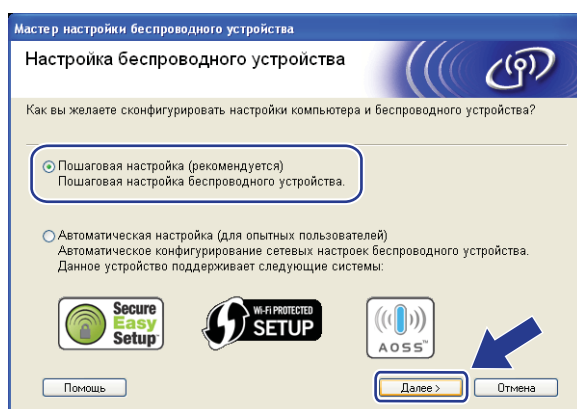 Мастер настройки беспроводного устройства
Настройка беспроводного устройства
Как вы желаете сконфигурировать настройки компьютера и беспроводного устройства?
Пошаговая настройка (рекомендуется)
Пошаговая настройка беспроводного устройства.
Автоматическая настройка (для опытных пользователей)
Автоматическое конфигурирование сетевых настроек беспроводного устройства.
Данное устройство поддерживает следующие системы:
Secure
Easy
Setup
Wi-Fi PROTECTED
SETUP
AOSS™
Помощь
Далее >
Отмена